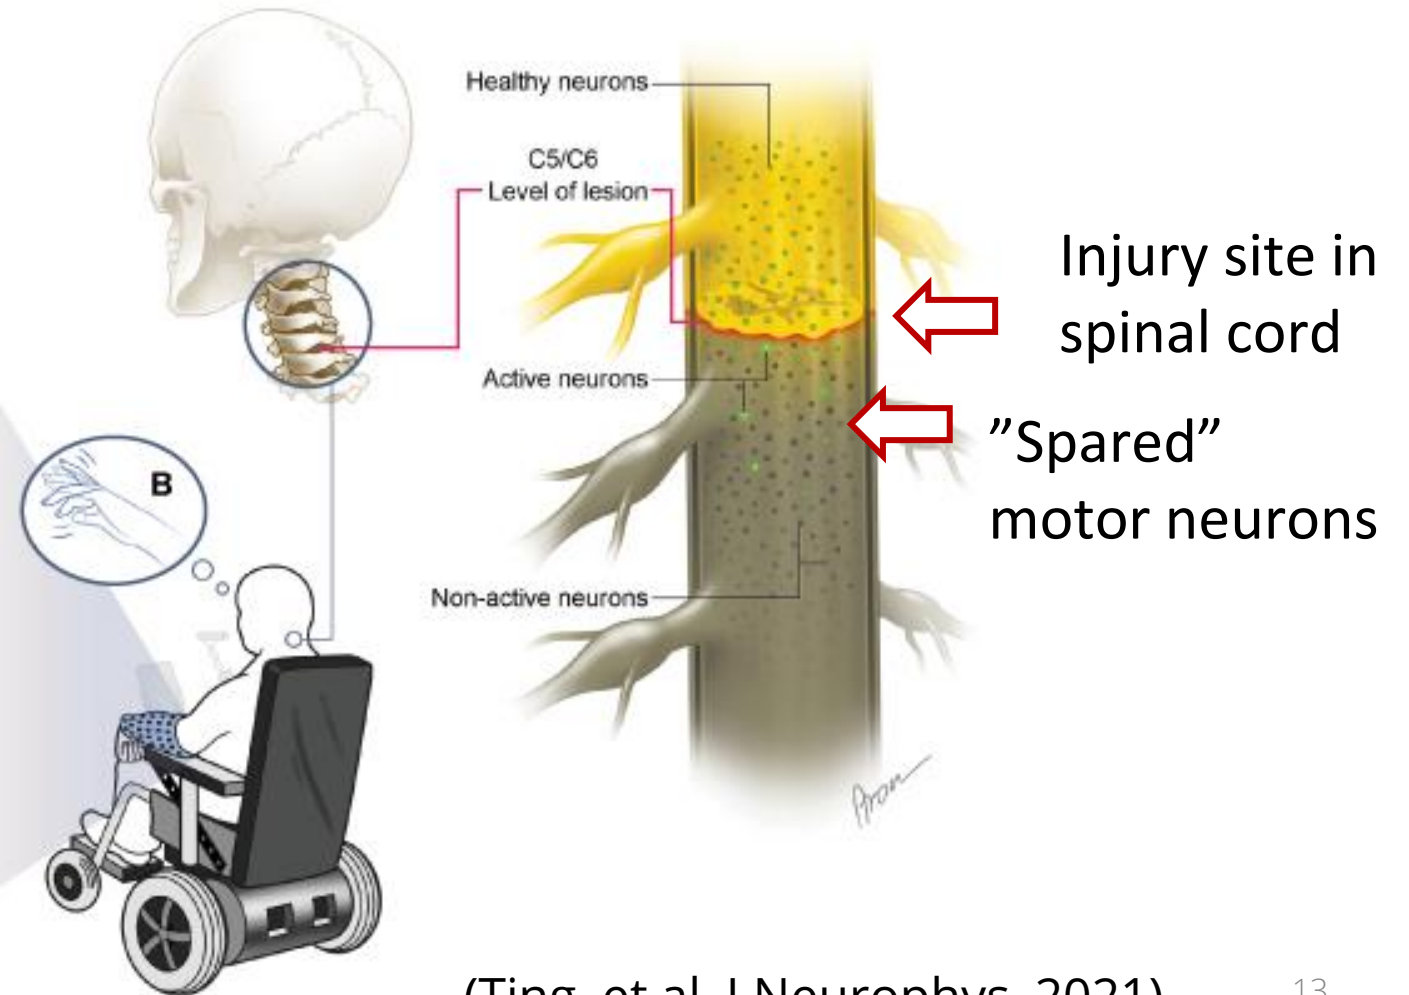 Healthy neurons
C5/C6
Level of lesion
Injury site in
spinal cord
Active neurons
”Spared”
motor neurons
B
Non-active neurons
(Ting, et al. J Neurophys, 2021)
13